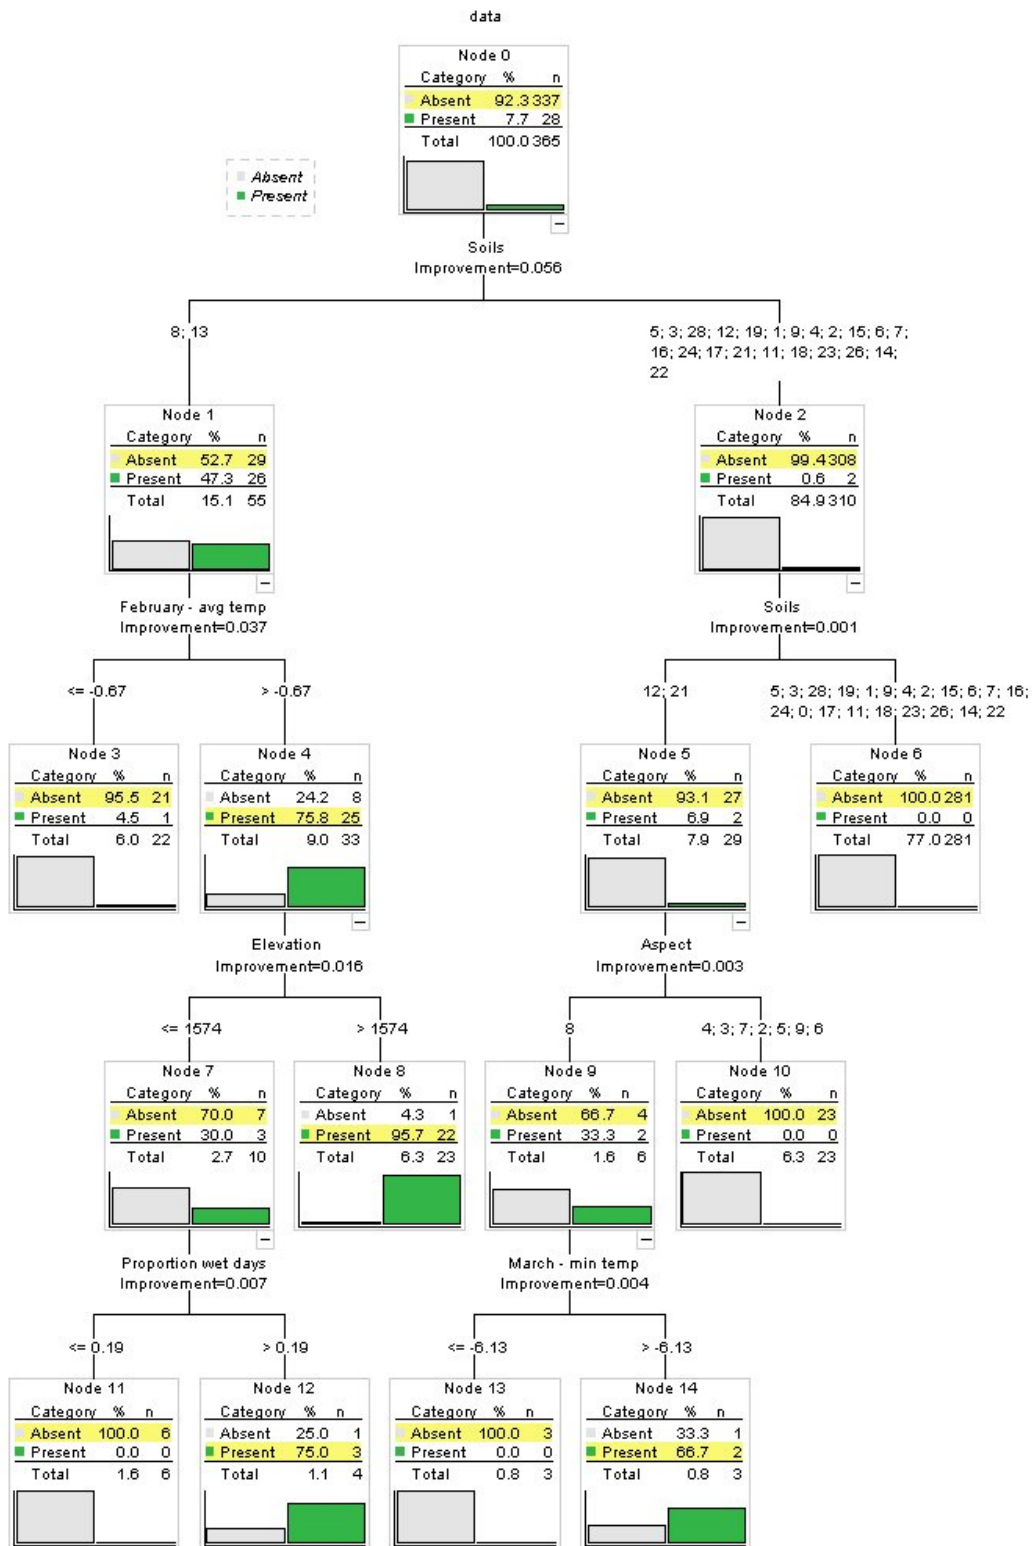 data
Node 0
Category % n
Absent 92.3 337
Present 7.7 28
Total 100.0 365
Absent
Present
Soils
Improvement=0.056
8; 13
5; 3; 28; 12; 19; 1; 9; 4; 2; 15; 6; 7;
16; 24; 17; 21; 11; 18; 23; 26; 14;
22
Node 1
Category % n
Absent 52.7 29
Present 47.3 26
Total 15.1 55
Node 2
Category % n
Absent 99.4 308
Present 0.6 2
Total 84.9 310
February - avg temp
Improvement=0.037
Soils
Improvement=0.001
<= -0.67
> -0.67
12; 21
5; 3; 28; 19; 1; 9; 4; 2; 15; 6; 7; 16;
24; 0; 17; 11; 18; 23; 26; 14; 22
Node 3
Category % n
Absent 95.5 21
Present 4.5 1
Total 6.0 22
Node 4
Category % n
Absent 24.2 8
Present 75.8 25
Total 9.0 33
Node 5
Category % n
Absent 93.1 27
Present 6.9 2
Total 7.9 29
Node 6
Category % n
Absent 100.0 281
Present 0.0 0
Total 77.0 281
Elevation
Improvement=0.016
Aspect
Improvement=0.003
<= 1574
> 1574
8
4; 3; 7; 2; 5; 9; 6
Node 7
Category % n
Absent 70.0 7
Present 30.0 3
Total 2.7 10
Node 8
Category % n
Absent 4.3 1
Present 95.7 22
Total 6.3 23
Node 9
Category % n
Absent 66.7 4
Present 33.3 2
Total 1.6 6
Node 10
Category % n
Absent 100.0 23
Present 0.0 0
Total 6.3 23
Proportion wet days
Improvement=0.007
March - min temp
Improvement=0.004
<= 0.19
> 0.19
<= -6.13
> -6.13
Node 11
Category % n
Absent 100.0 6
Present 0.0 0
Total 1.6 6
Node 12
Category % n
Absent 25.0 1
Present 75.0 3
Total 1.1 4
Node 13
Category % n
Absent 100.0 3
Present 0.0 0
Total 0.8 3
Node 14
Category % n
Absent 33.3 1
Present 66.7 2
Total 0.8 3